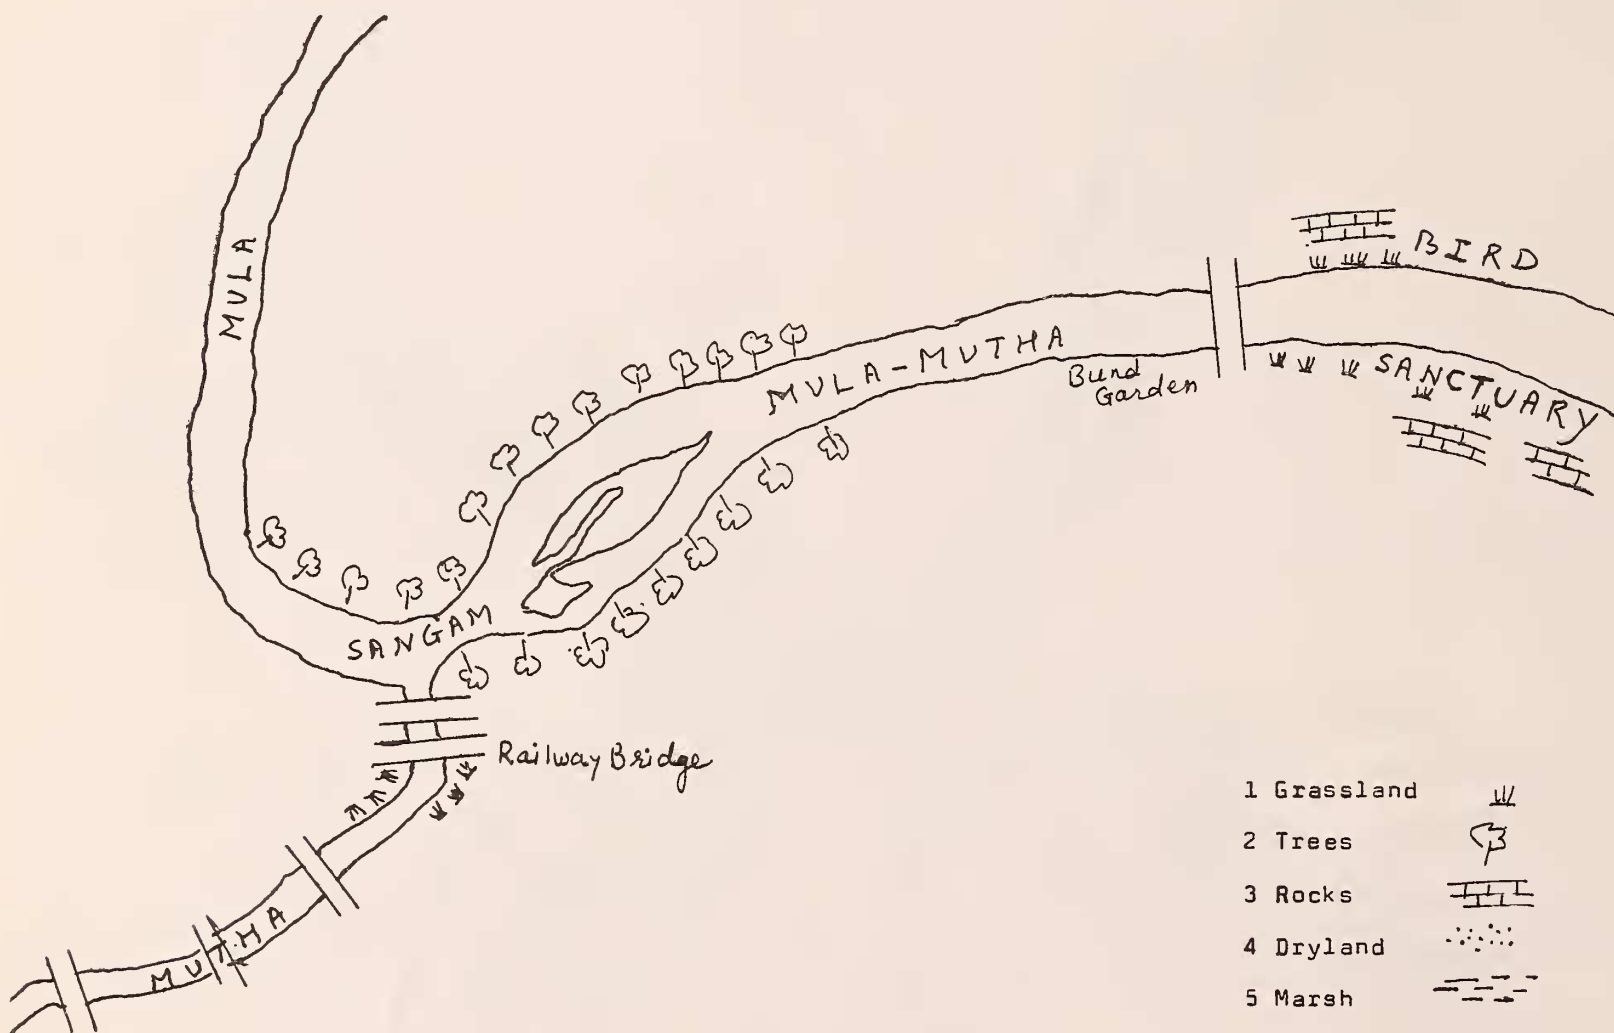 BIRD
MULA
MULA-MUTHA
Bund
Garden
SANCTUARY
SANGAM
Railway Bridge
MUTHA
1 Grassland
2 Trees
3 Rocks
4 Dryland
5 Marsh